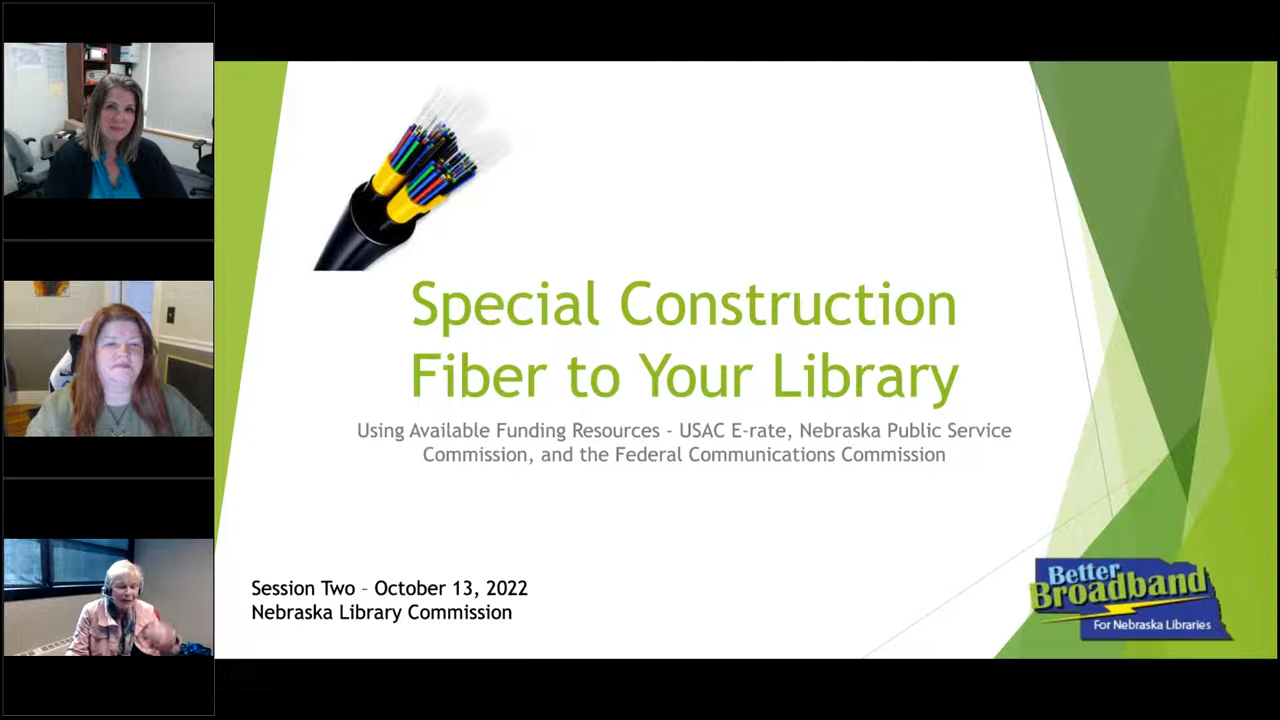 Special Construction
Fiber to Your Library
Using Available Funding Resources - USAC E-rate, Nebraska Public Service
Commission, and the Federal Communications Commission
Session Two – October 13, 2022
Nebraska Library Commission
Better
Broadband
For Nebraska Libraries